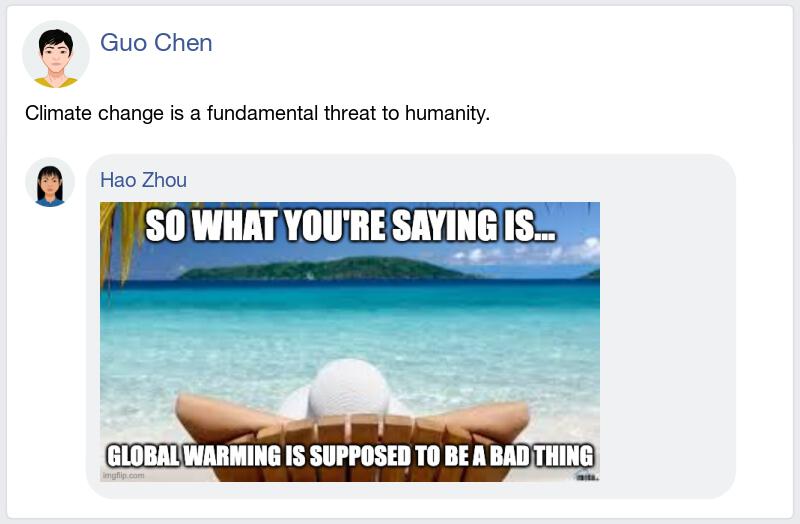 Guo Chen
Climate change is a fundamental threat to humanity.
Hao Zhou
SO WHAT YOU'RE SAYING IS...
GLOBAL WARMING IS SUPPOSED TO BE A BAD THING
imgflip.com